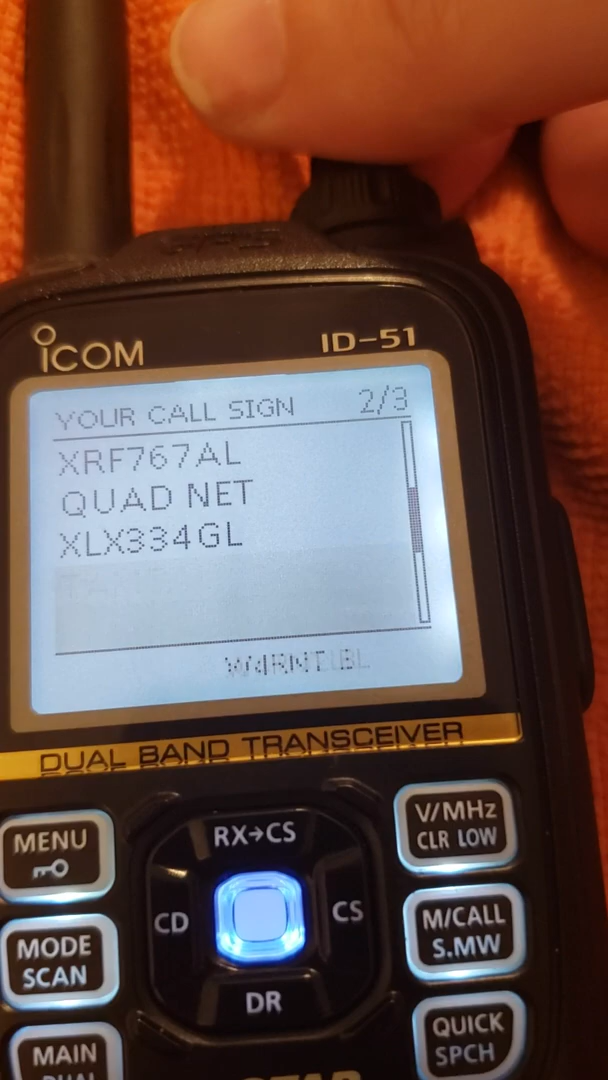 iCOM ID-51
YOUR CALL SIGN 2/3
XRF767AL
QUAD NET
XLX334GL
DUAL BAND TRANSCEIVER
MENU
RX→CS
V/MHz
CLR LOW
CD
CS
MODE
SCAN
M/CALL
S.MW
DR
MAIN
QUICK
SPCH